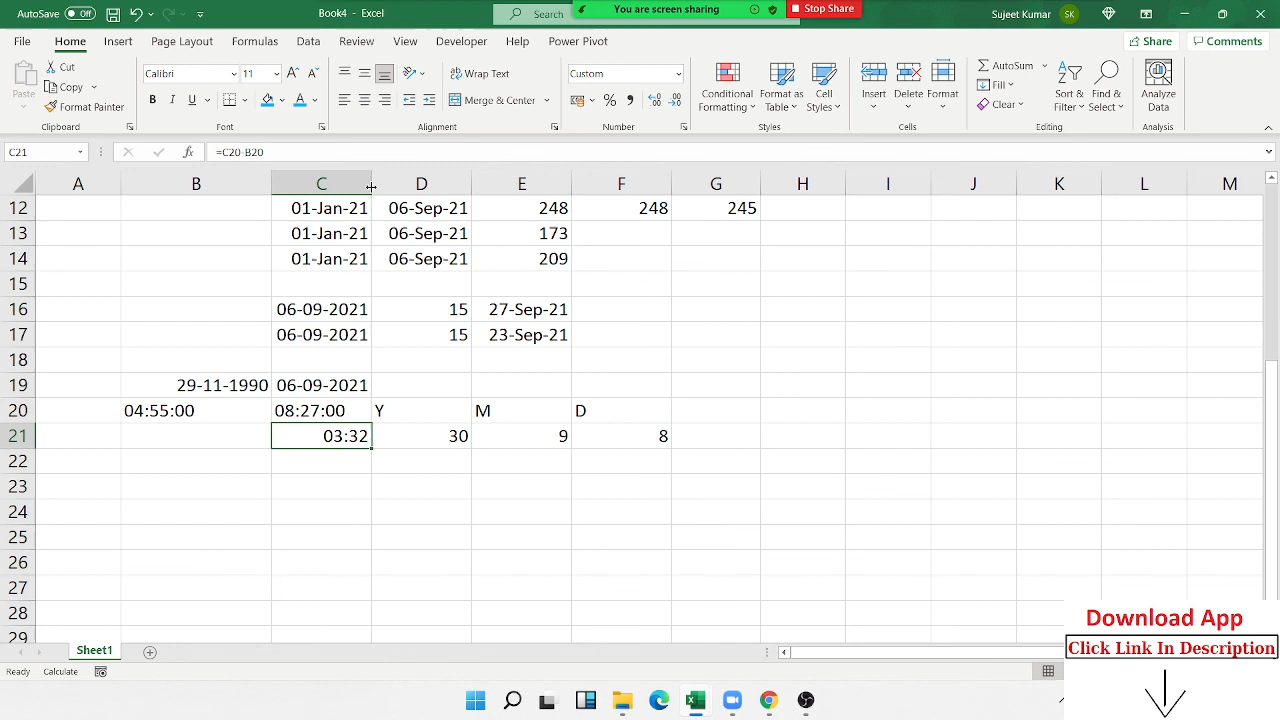 AutoSave Off Book4 - Excel Search You are screen sharing Stop Share Sujeet Kumar SK
File Home Insert Page Layout Formulas Data Review View Developer Help Power Pivot Share Comments
Paste Cut Copy Format Painter Clipboard
Calibri 11 B I U A Font
Wrap Text Merge & Center Alignment
Custom % Number
Conditional Formatting Format as Table Cell Styles Styles
Insert Delete Format Cells
AutoSum Fill Clear Sort & Filter Find & Select Editing
Analyze Data Analysis
C21 fx =C20-B20
A B C D E F G H I J K L M
12 01-Jan-21 06-Sep-21 248 248 245
13 01-Jan-21 06-Sep-21 173
14 01-Jan-21 06-Sep-21 209
15
16 06-09-2021 15 27-Sep-21
17 06-09-2021 15 23-Sep-21
18
19 29-11-1990 06-09-2021
20 04:55:00 08:27:00 Y M D
21 03:32 30 9 8
22
23
24
25
26
27
28
29
Sheet1
Ready Calculate
Download App
Click Link In Description